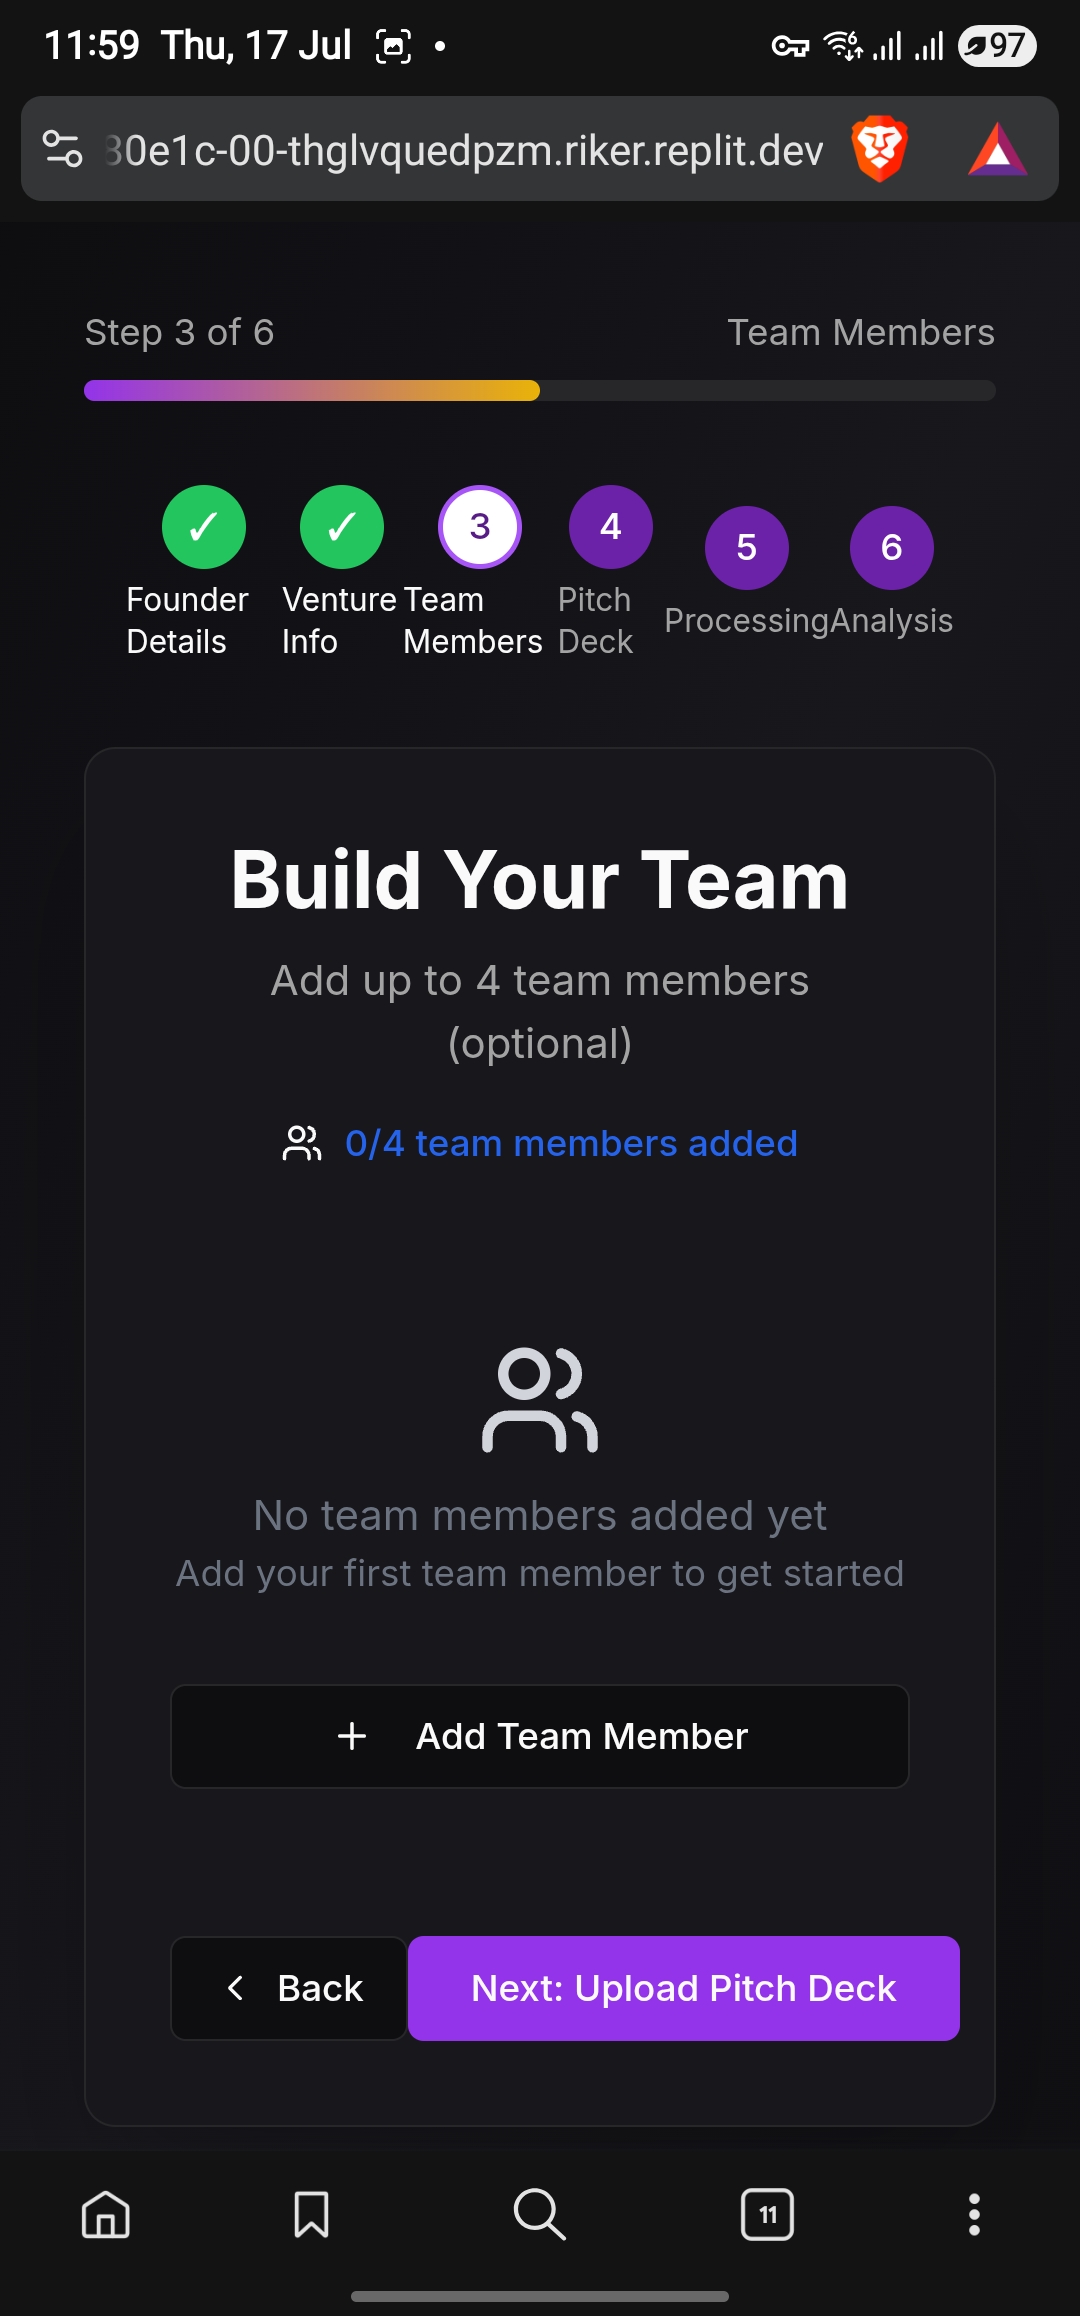 11:59 Thu, 17 Jul
6
97
30e1c-00-thglvquedpzm.riker.replit.dev
Step 3 of 6
Team Members
✓ ✓ 3 4 5 6
Founder Details
Venture Info
Team Members
Pitch Deck
Processing
Analysis
Build Your Team
Add up to 4 team members
(optional)
0/4 team members added
No team members added yet
Add your first team member to get started
+ Add Team Member
Back
Next: Upload Pitch Deck
11